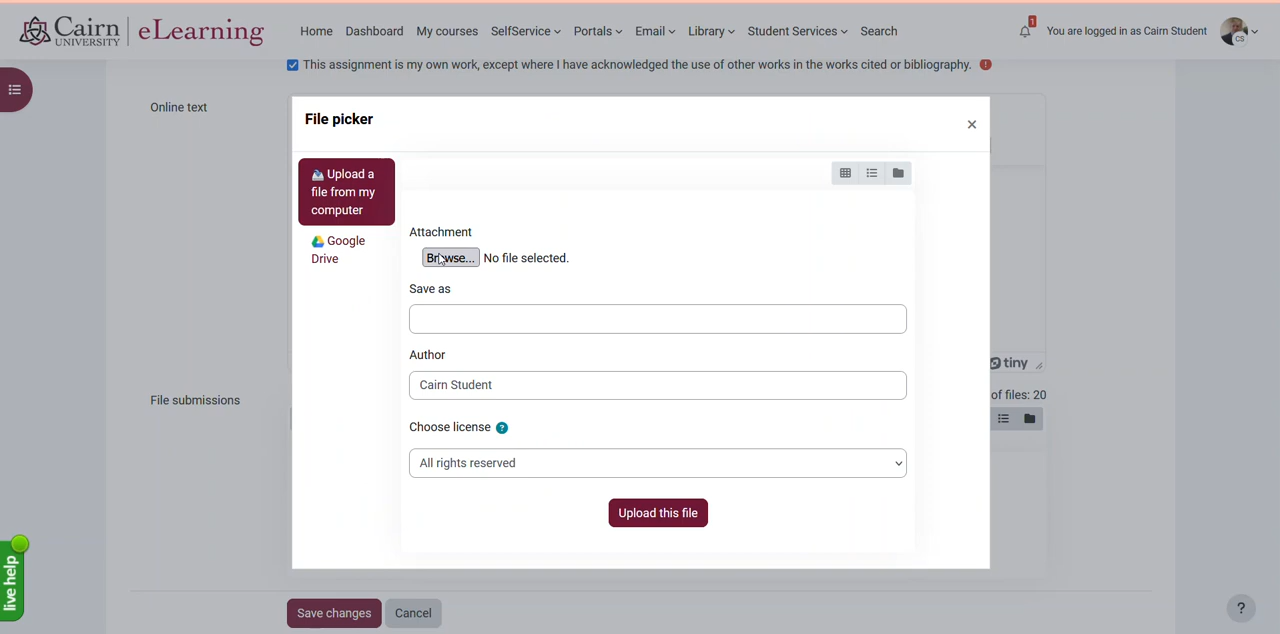 Cairn UNIVERSITY eLearning Home Dashboard My courses SelfService Portals Email Library Student Services Search 1 You are logged in as Cairn Student CS
This assignment is my own work, except where I have acknowledged the use of other works in the works cited or bibliography.
Online text
File picker
×
Upload a
file from my
computer
Google
Drive
Attachment
Browse... No file selected.
Save as
Author
Cairn Student
Choose license ?
All rights reserved
Upload this file
tiny
File submissions
of files: 20
live help
Save changes Cancel
?